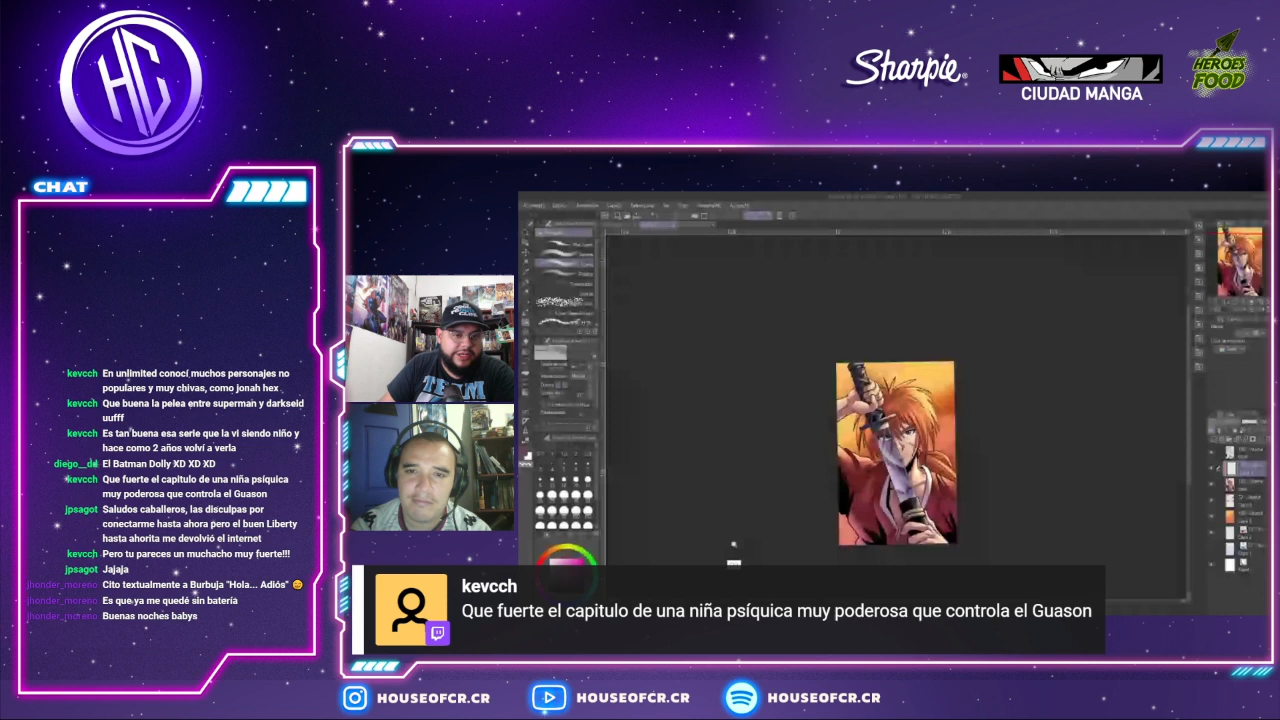 HC
Sharpie®
CIUDAD MANGA
HEROES
FOOD
CHAT
kevcch En unlimited conocí muchos personajes no
populares y muy chivas, como jonah hex
kevcch Que buena la pelea entre superman y darkseid
uufff
kevcch Es tan buena esa serie que la vi siendo niño y
hace como 2 años volví a verla
diego__dd El Batman Dolly XD XD XD
kevcch Que fuerte el capitulo de una niña psíquica
muy poderosa que controla el Guason
jpsagot Saludos caballeros, las disculpas por
conectarme hasta ahora pero el buen Liberty
hasta ahorita me devolvió el internet
kevcch Pero tu pareces un muchacho muy fuerte!!!
jpsagot Jajaja
jhonder_moreno Cito textualmente a Burbuja "Hola... Adiós" 😊
jhonder_moreno Es que ya me quedé sin batería
jhonder_moreno Buenas noches babys
TEAM
kevcch
Que fuerte el capitulo de una niña psíquica muy poderosa que controla el Guason
HOUSEOFCR.CR
HOUSEOFCR.CR
HOUSEOFCR.CR